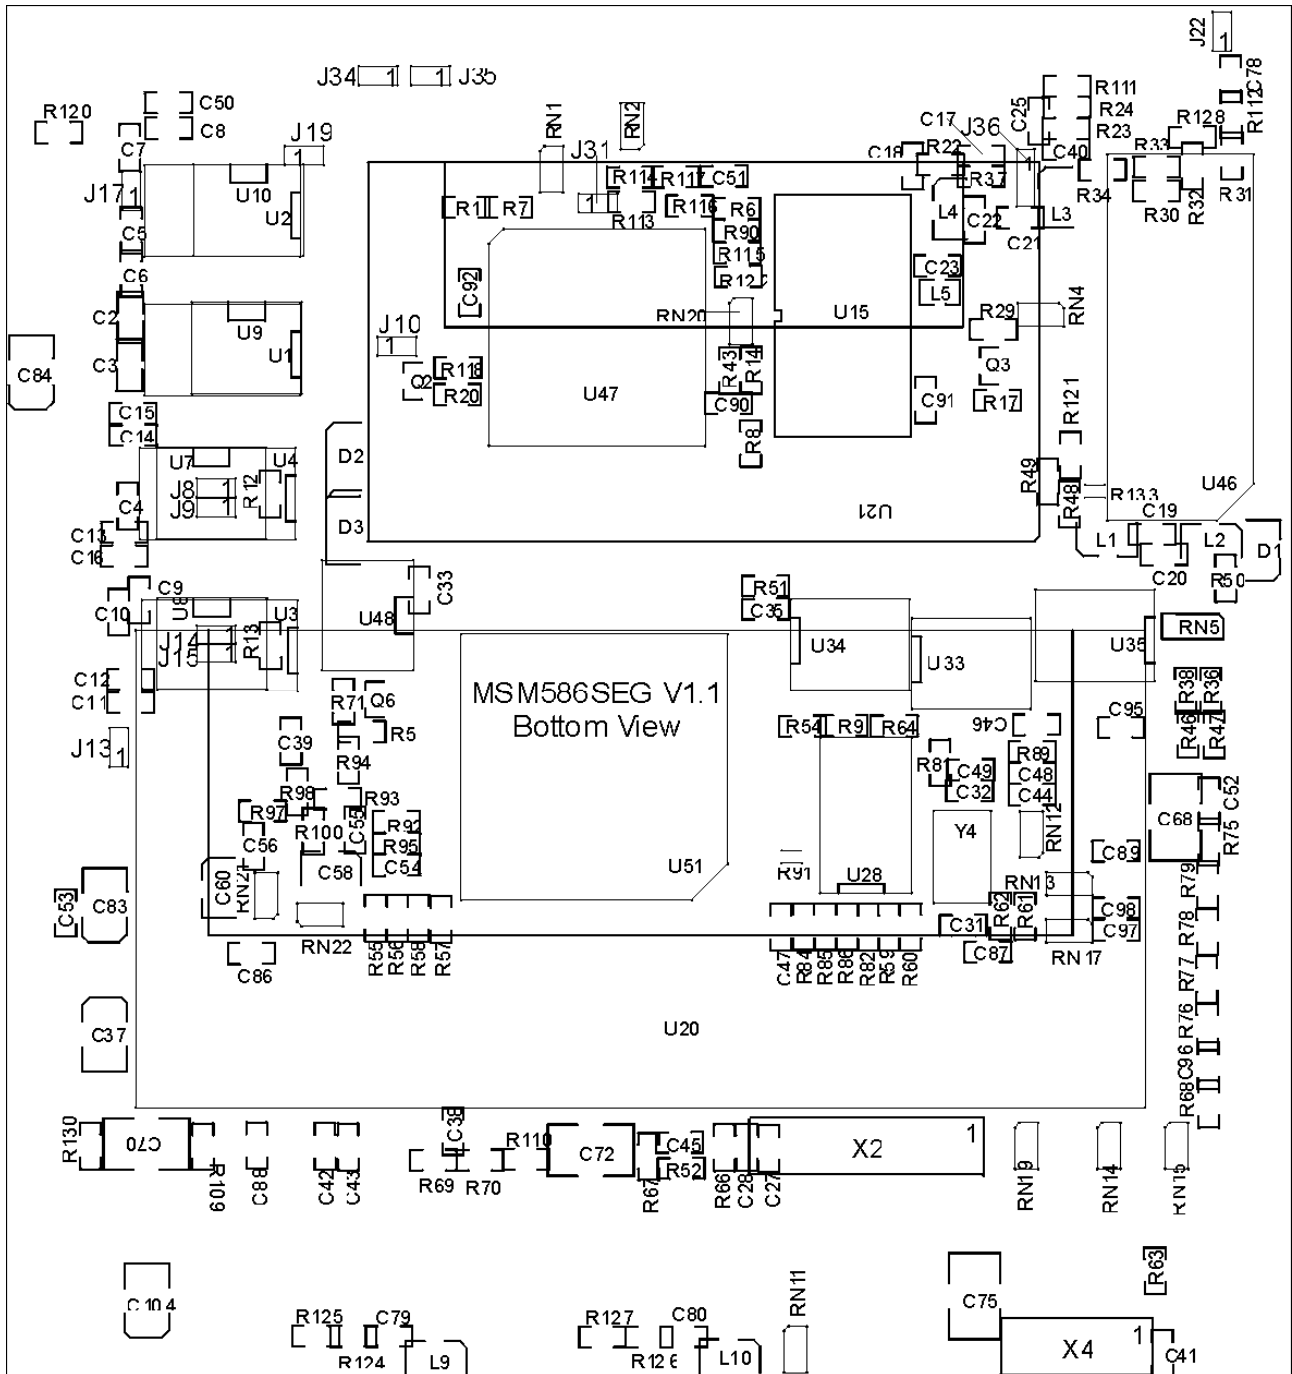 J22
1
C78
J34 1
1 J35
C50
R111
R120
RN1
RN2
C25
R24
R112
C8
C17
J36
R23
R128
J19
1
C7
J31
C18
R22
C40
R33
J17 1
U10
R114
R117
C51
R37
R34
R31
U2
R1
R7
1
R113
R116
R6
L4
C22
L3
R30
R32
C5
R90
C21
R115
C6
C92
C23
L5
C2
U9
RN20
U15
R29
RN4
J10
1
C3
U1
C84
Q2
R118
R43
R14
Q3
R20
U47
C90
C91
R17
R121
C15
C14
R8
U7
U4
D2
R49
J8 1
J9 1
R12
R48
R133
U46
C4
D3
U21
C19
C13
C16
L1
L2
D1
C20
C9
C33
R51
R50
C10
U8
U3
U48
C35
J14 1
J15 1
R13
U34
U33
U35
RN5
C12
C11
R71
Q6
MSM586SEG V1.1
Bottom View
R38
R36
J13
1
C39
R5
R54
R9
R64
C46
C95
R46
R47
R94
R81
R89
R98
C49
C48
C52
R97
R93
C32
C44
R100
C55
R92
Y4
RN12
C68
R75
C56
R95
C54
C89
C60
C58
U51
R91
U28
RN13
R79
RN21
C53
C83
R62
R61
C98
R78
RN22
C31
C97
C86
R55
R56
R58
R57
C47
R84
R85
R86
R82
R59
R60
C87
RN17
R77
C37
U20
R76
C96
R68
R130
C70
R109
C88
C42
C43
C38
R69
R70
R110
C72
R67
C45
R52
R66
C28
C27
X2
1
RN19
RN14
RN15
R63
C104
RN11
C75
R125
C79
R127
C80
R124
L9
R126
L10
X4
1
C41